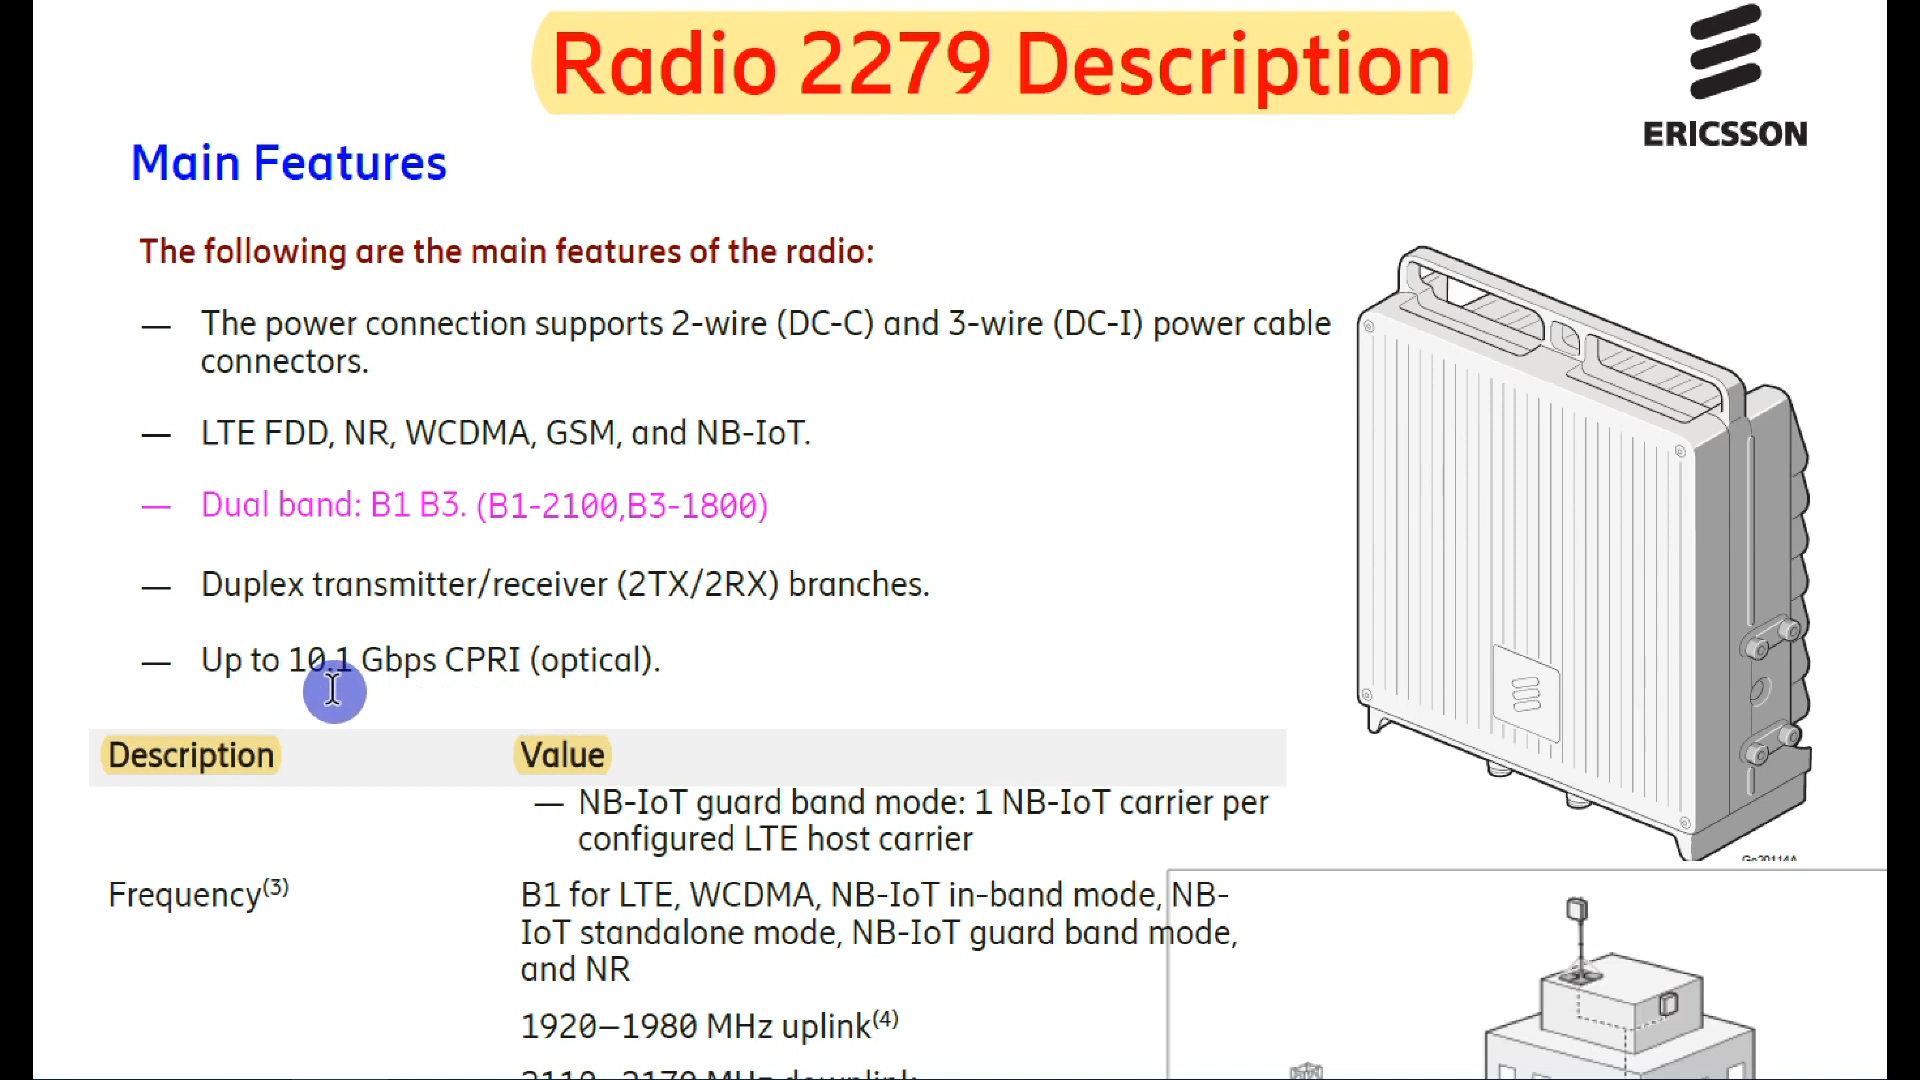 Radio 2279 Description
ERICSSON
Main Features
The following are the main features of the radio:
— The power connection supports 2-wire (DC-C) and 3-wire (DC-I) power cable
connectors.
— LTE FDD, NR, WCDMA, GSM, and NB-IoT.
— Dual band: B1 B3. (B1-2100,B3-1800)
— Duplex transmitter/receiver (2TX/2RX) branches.
— Up to 10.1 Gbps CPRI (optical).
Description Value
— NB-IoT guard band mode: 1 NB-IoT carrier per
configured LTE host carrier
Frequency(3) B1 for LTE, WCDMA, NB-IoT in-band mode, NB-
IoT standalone mode, NB-IoT guard band mode,
and NR
1920–1980 MHz uplink(4)
2110–2170 MHz downlink